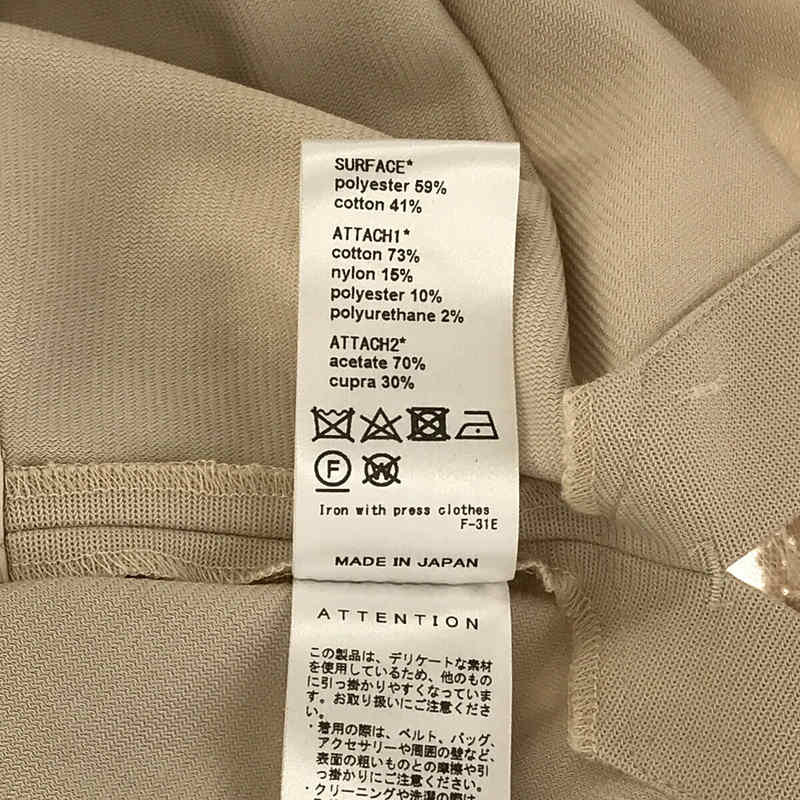 SURFACE*
polyester 59%
cotton 41%
ATTACH1*
cotton 73%
nylon 15%
polyester 10%
polyurethane 2%
ATTACH2*
acetate 70%
cupra 30%
F W
Iron with press clothes
F-31E
MADE IN JAPAN
ATTENTION
この製品は、デリケートな素材
を使用しているため、他のもの
に引っ掛かりやすくなっていま
す。お取り扱いにご注意くださ
い。
・着用の際は、ベルト、バッグ、
アクセサリーや周囲の壁など、
表面の粗いものとの摩擦や引
っ掛かりにご注意ください。
・クリーニングや洗濯の際は